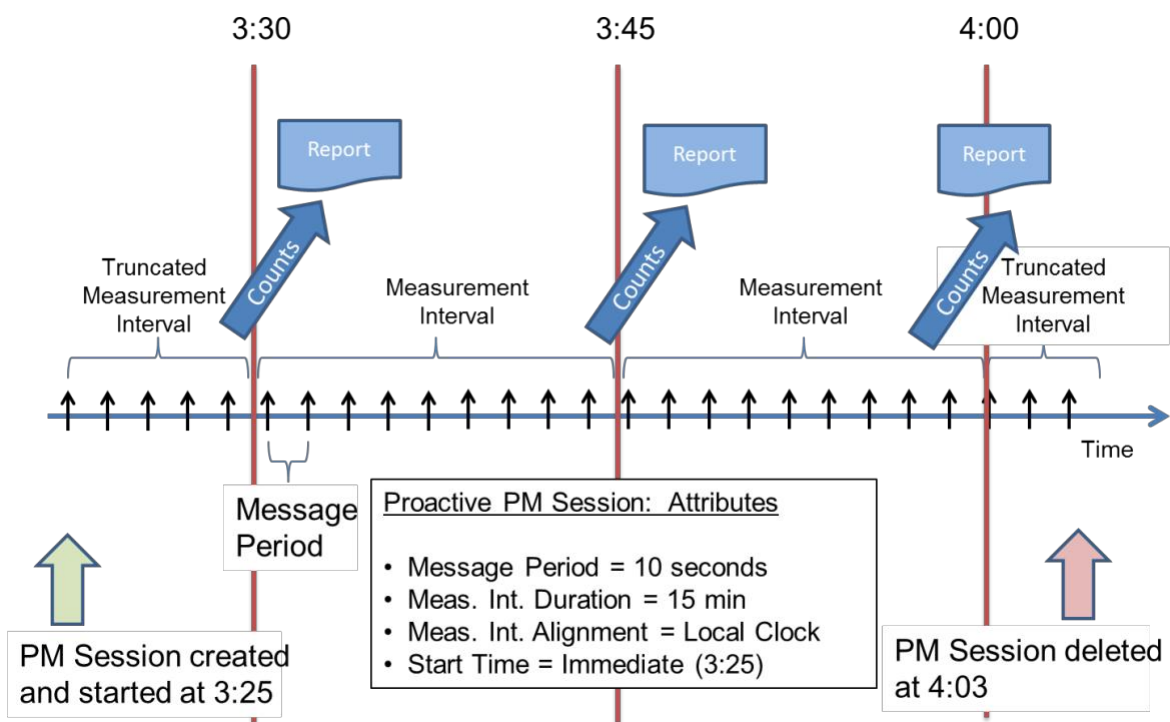 3:30
3:45
4:00
Report
Report
Report
Counts
Counts
Counts
Truncated
Measurement
Interval
Measurement
Interval
Measurement
Interval
Truncated
Measurement
Interval
Time
Message
Period
Proactive PM Session: Attributes
• Message Period = 10 seconds
• Meas. Int. Duration = 15 min
• Meas. Int. Alignment = Local Clock
• Start Time = Immediate (3:25)
PM Session created
and started at 3:25
PM Session deleted
at 4:03